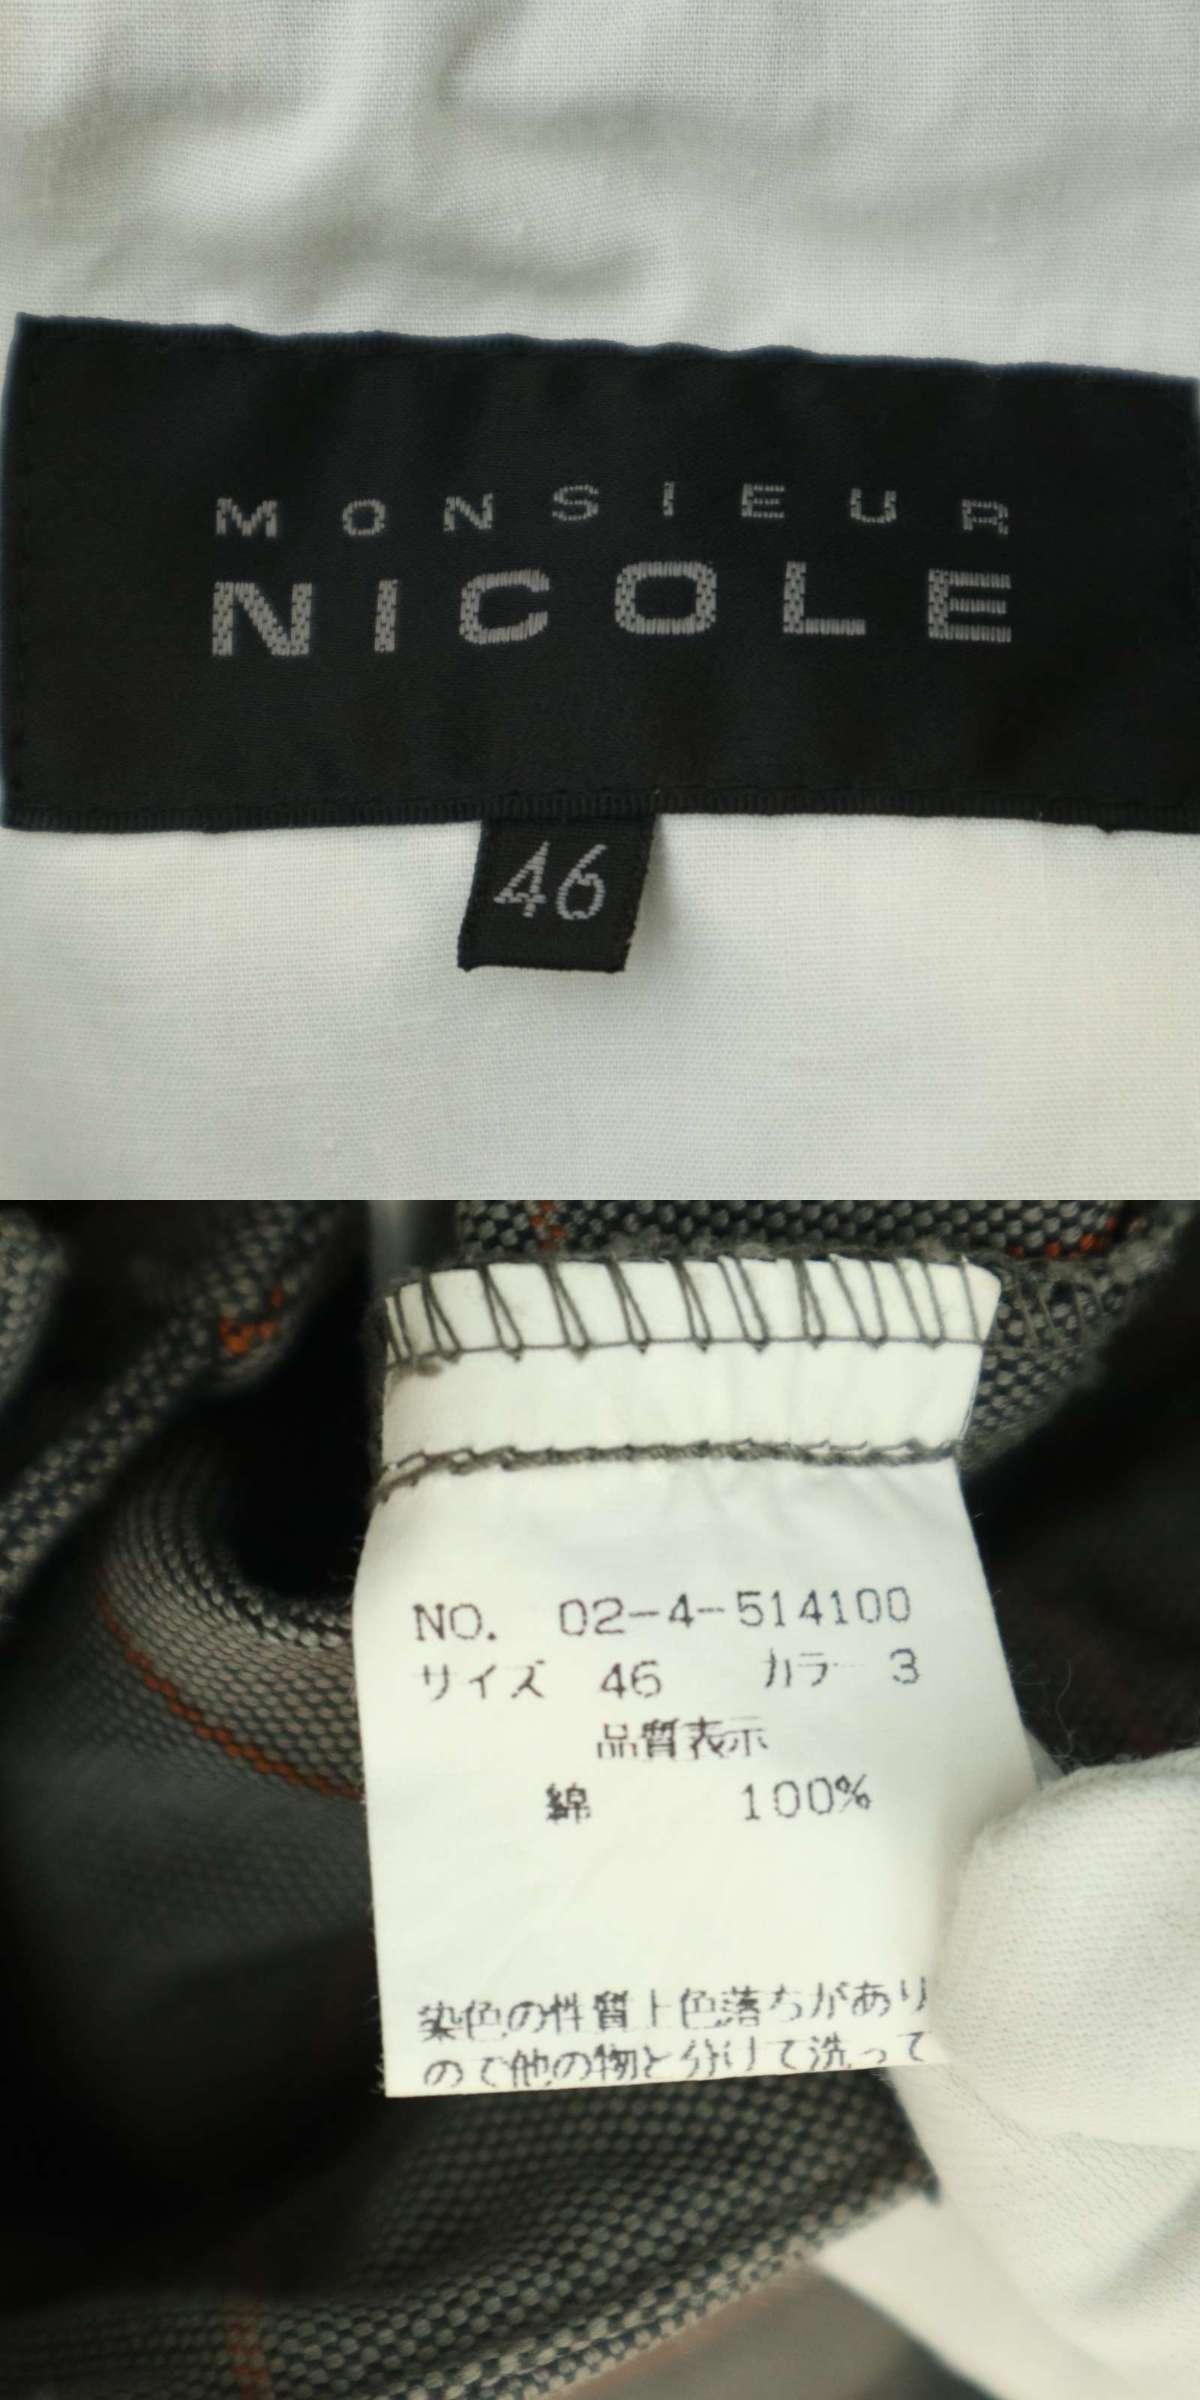 MONSIEUR
NICOLE
46
NO. 02-4-514100
サイズ 46 カラー 3
品質表示
綿 100%
染色の性質上色落ちがあり
ので他の物と分けて洗って